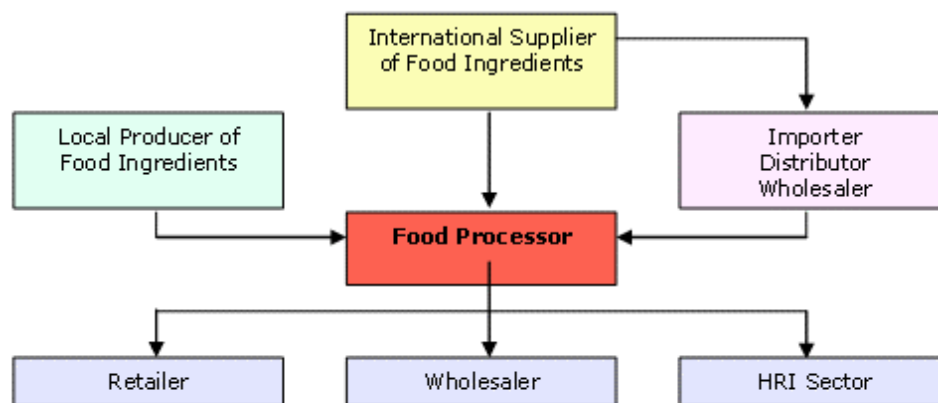 International Supplier
of Food Ingredients
Local Producer of
Food Ingredients
Importer
Distributor
Wholesaler
Food Processor
Retailer
Wholesaler
HRI Sector